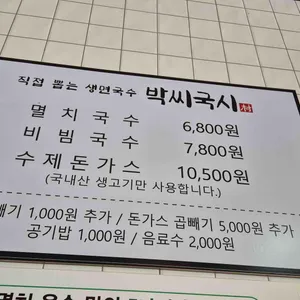 직접 뽑는 생면국수 박씨국시 村
멸치국수 6,800원
비빔국수 7,800원
수제돈가스 10,500원
(국내산 생고기만 사용합니다.)
빼기 1,000원 추가 / 돈가스 곱빼기 5,000원 추가
공기밥 1,000원 / 음료수 2,000원